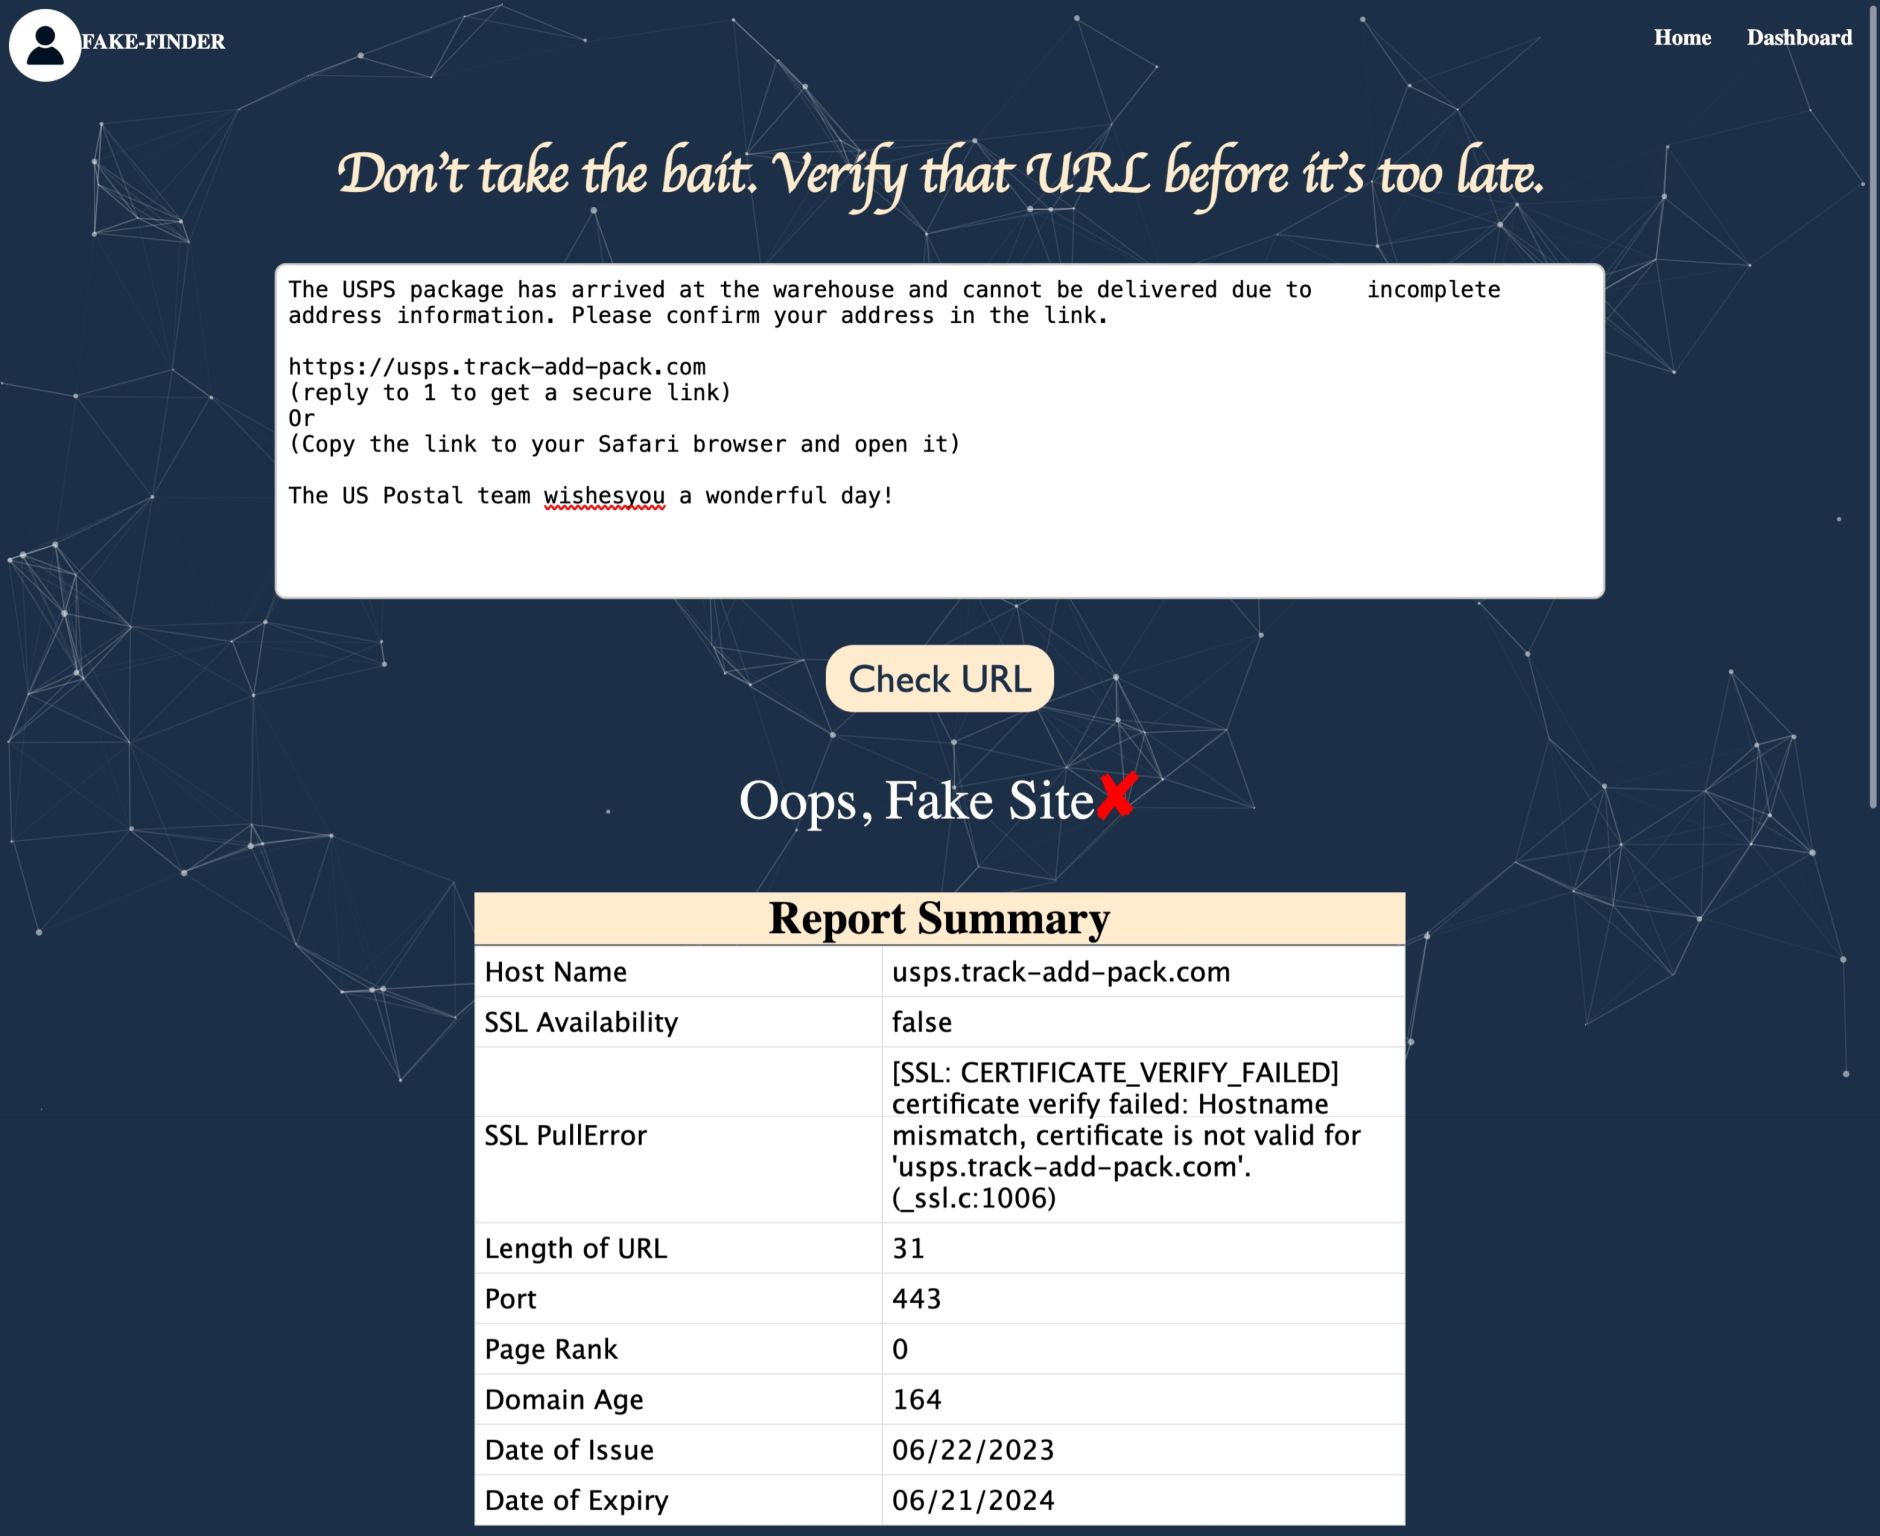 FAKE-FINDER
Home Dashboard
Don't take the bait. Verify that URL before it's too late.
The USPS package has arrived at the warehouse and cannot be delivered due to    incomplete
address information. Please confirm your address in the link.
https://usps.track-add-pack.com
(reply to 1 to get a secure link)
Or
(Copy the link to your Safari browser and open it)
The US Postal team wishesyou a wonderful day!
Check URL
Oops, Fake Site✘
Report Summary
Host Name usps.track-add-pack.com
SSL Availability false
SSL PullError
[SSL: CERTIFICATE_VERIFY_FAILED]
certificate verify failed: Hostname
mismatch, certificate is not valid for
'usps.track-add-pack.com'.
(_ssl.c:1006)
Length of URL 31
Port 443
Page Rank 0
Domain Age 164
Date of Issue 06/22/2023
Date of Expiry 06/21/2024